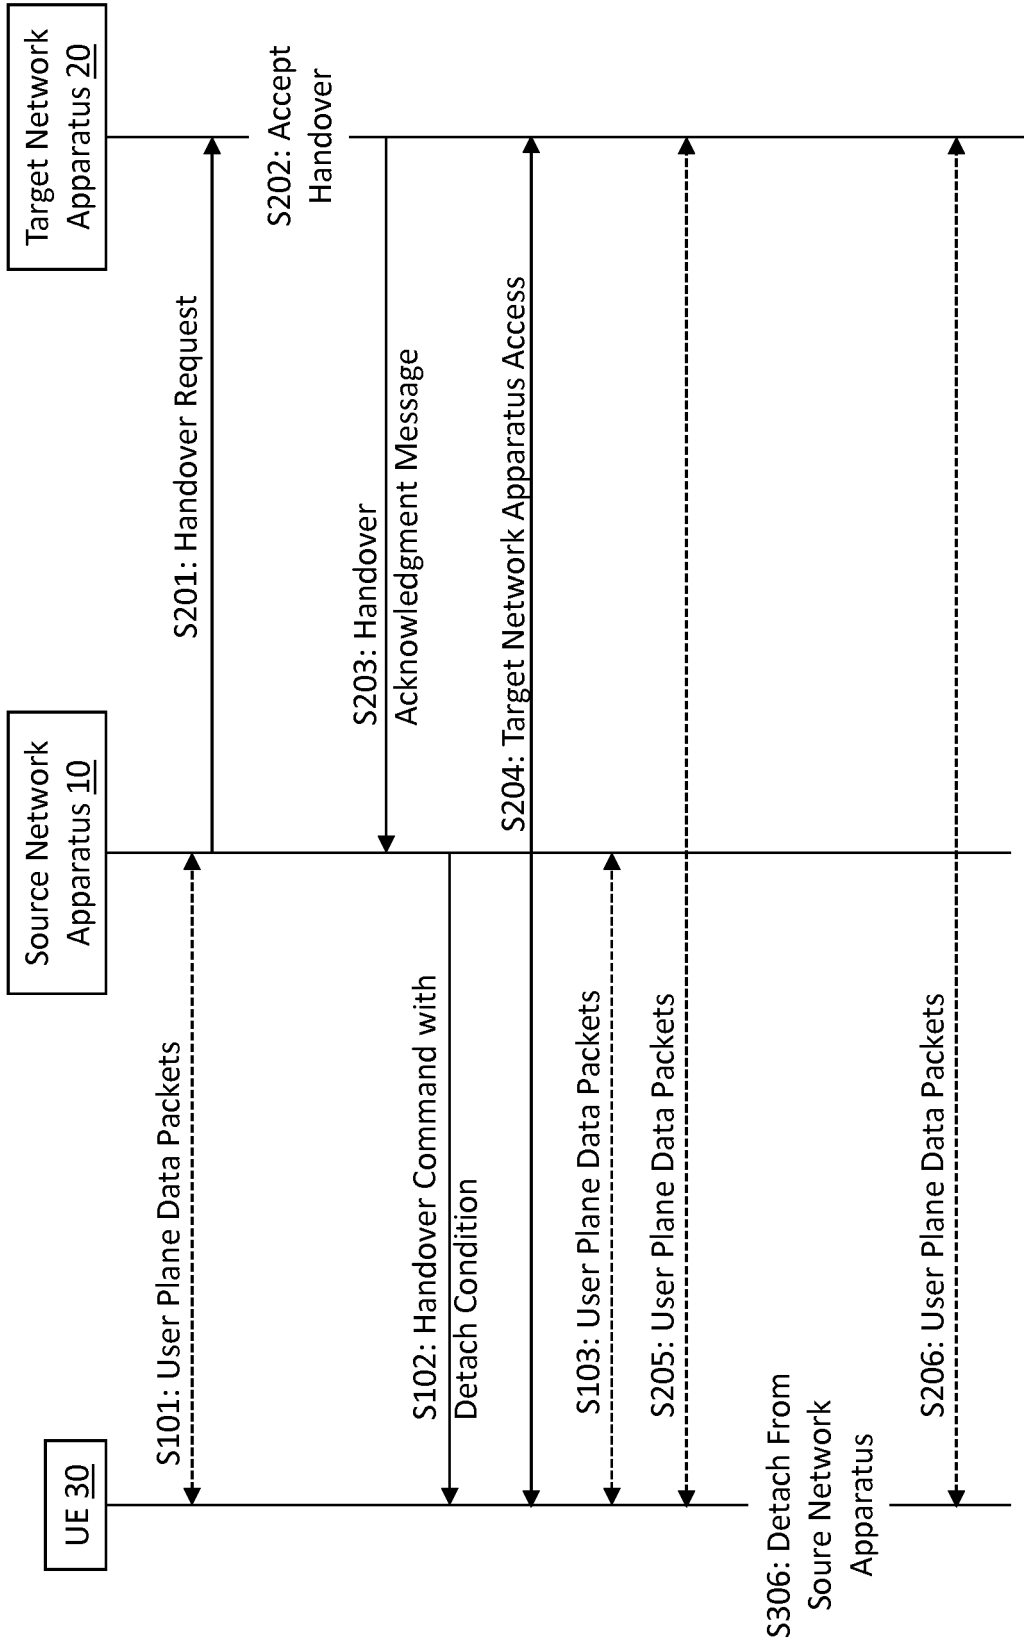 UE 30
Source Network
Apparatus 10
Target Network
Apparatus 20
S101: User Plane Data Packets
S201: Handover Request
S202: Accept
Handover
S203: Handover
Acknowledgment Message
S102: Handover Command with
Detach Condition
S204: Target Network Apparatus Access
S103: User Plane Data Packets
S205: User Plane Data Packets
S306: Detach From
Soure Network
Apparatus
S206: User Plane Data Packets